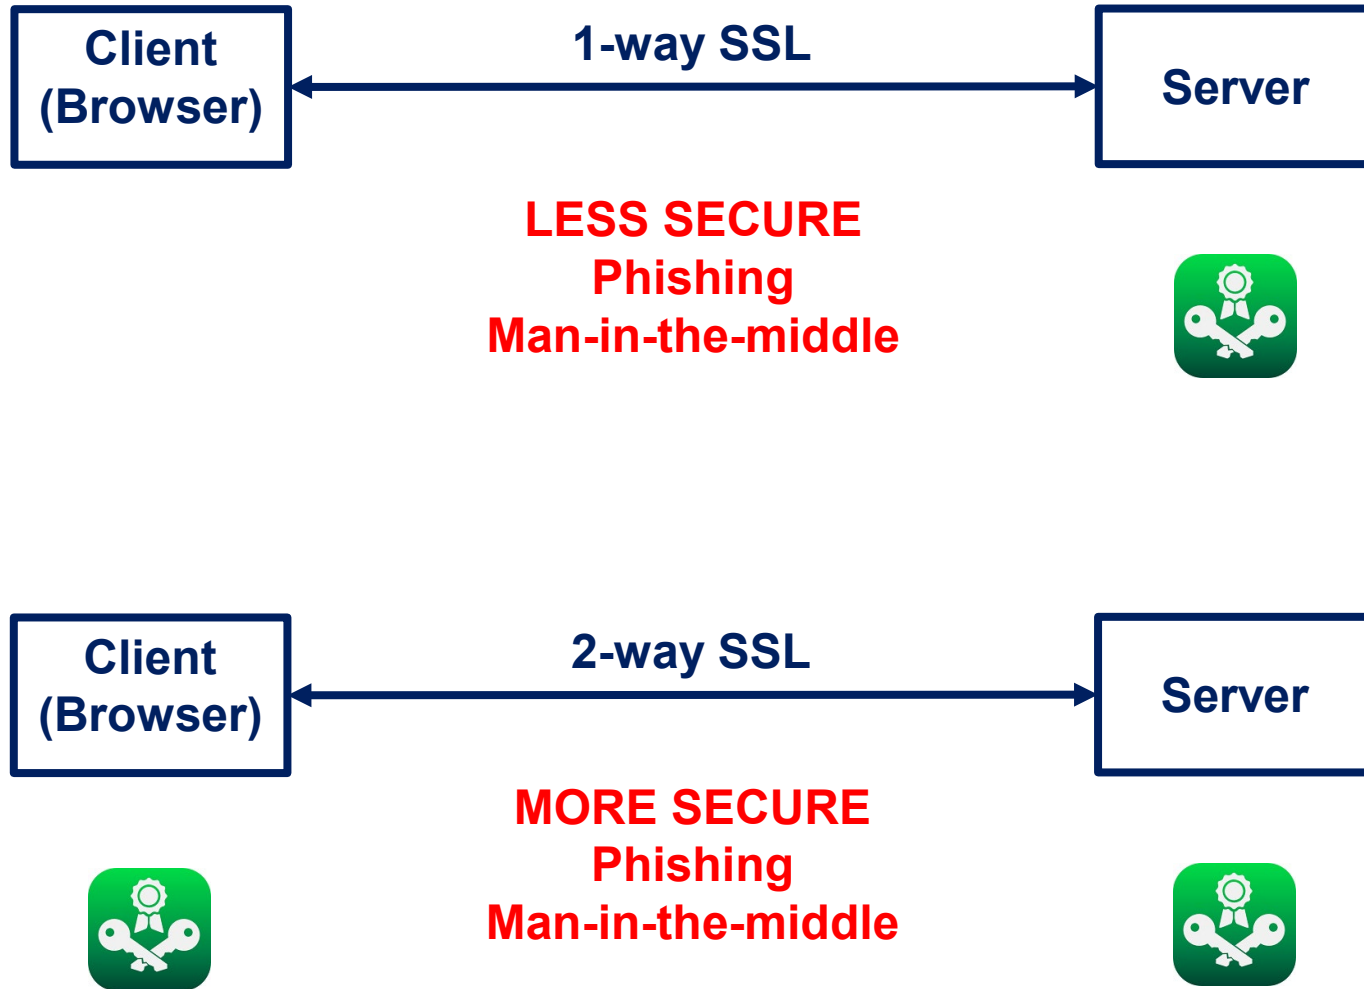 Client
(Browser)
1-way SSL
Server
LESS SECURE
Phishing
Man-in-the-middle
Client
(Browser)
2-way SSL
Server
MORE SECURE
Phishing
Man-in-the-middle